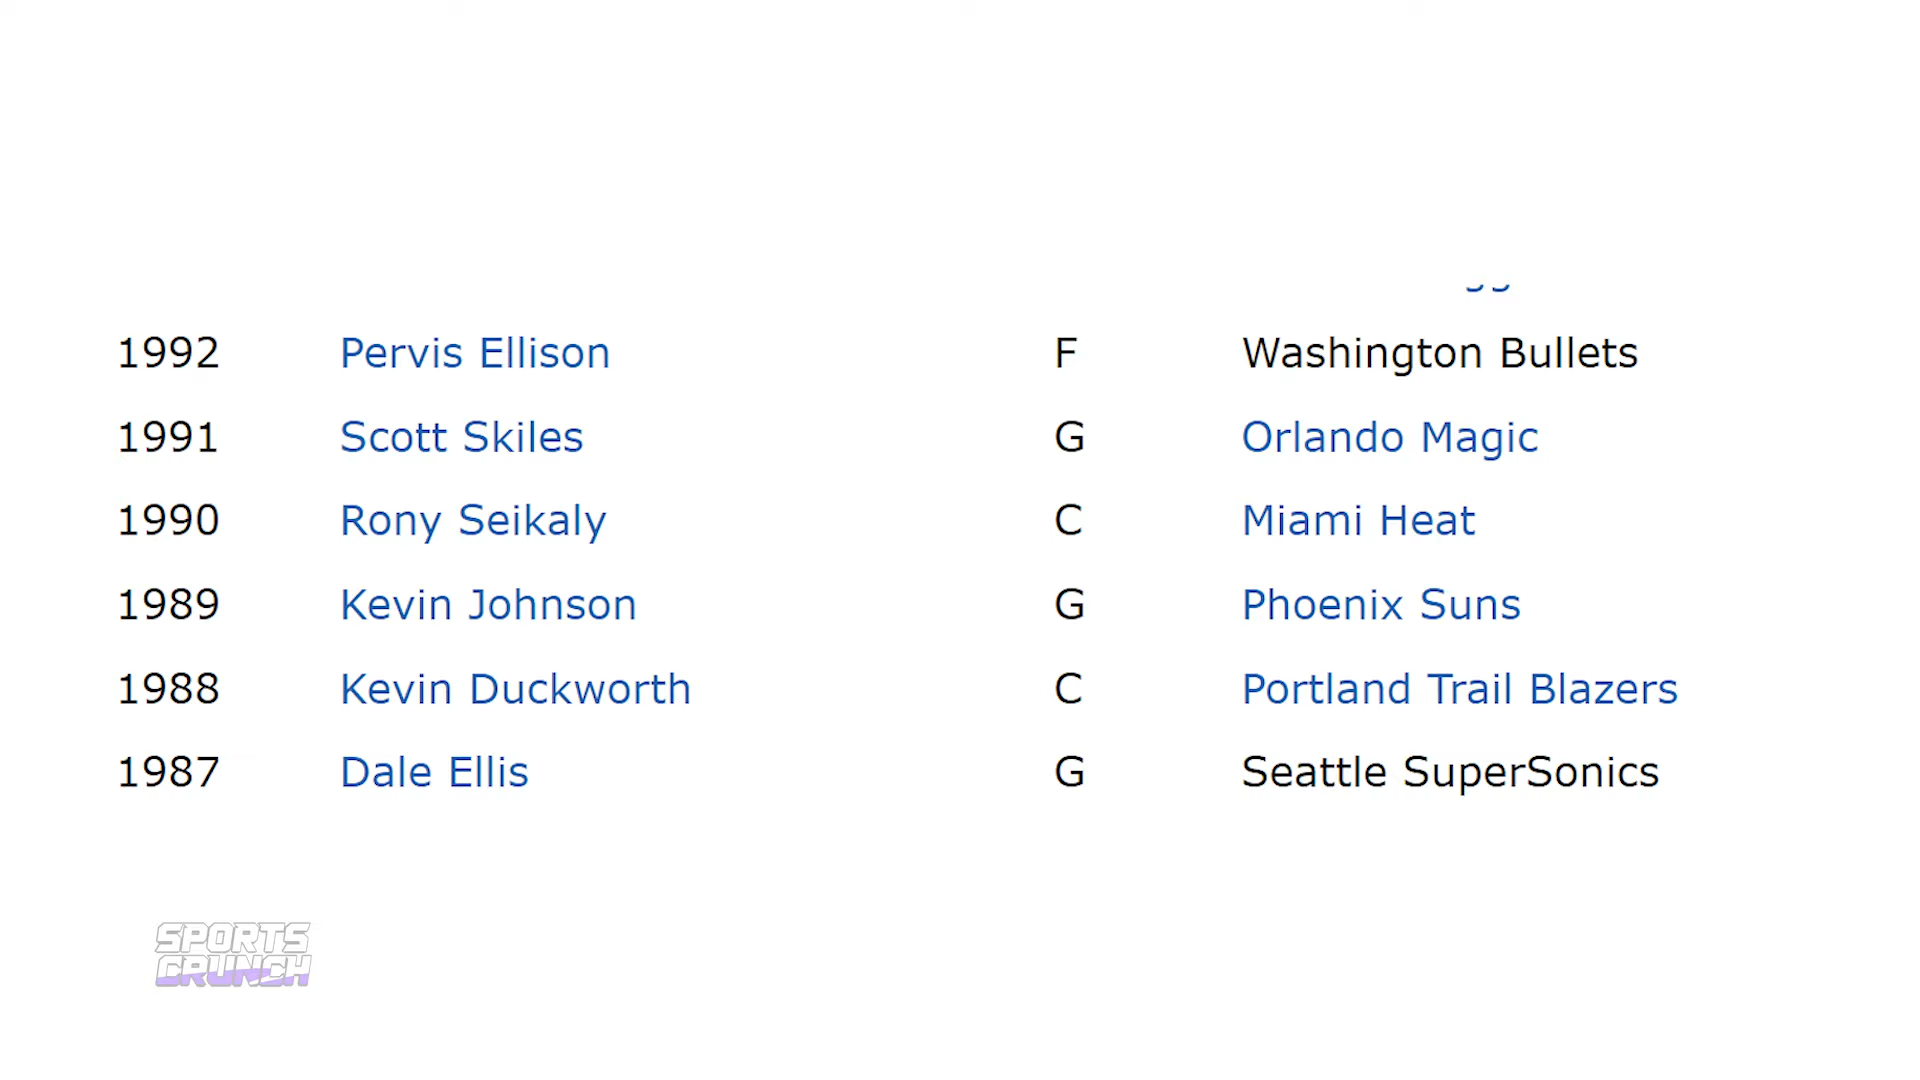 1992 Pervis Ellison F Washington Bullets
1991 Scott Skiles G Orlando Magic
1990 Rony Seikaly C Miami Heat
1989 Kevin Johnson G Phoenix Suns
1988 Kevin Duckworth C Portland Trail Blazers
1987 Dale Ellis G Seattle SuperSonics
SPORTS
CRUNCH